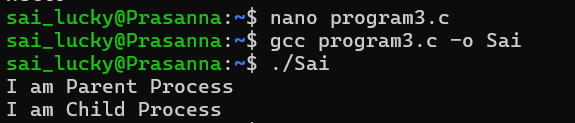 sai_lucky@Prasanna:~$ nano program3.c
sai_lucky@Prasanna:~$ gcc program3.c -o Sai
sai_lucky@Prasanna:~$ ./Sai
I am Parent Process
I am Child Process